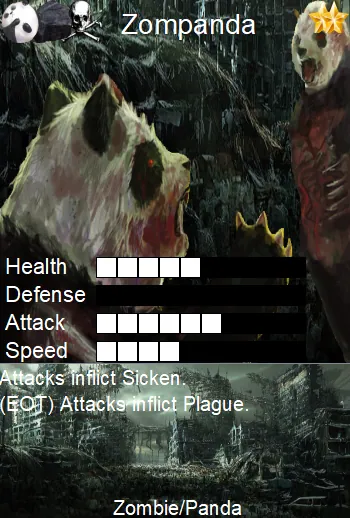 Zompanda
Health
Defense
Attack
Speed
Attacks inflict Sicken.
(EOT) Attacks inflict Plague.
Zombie/Panda